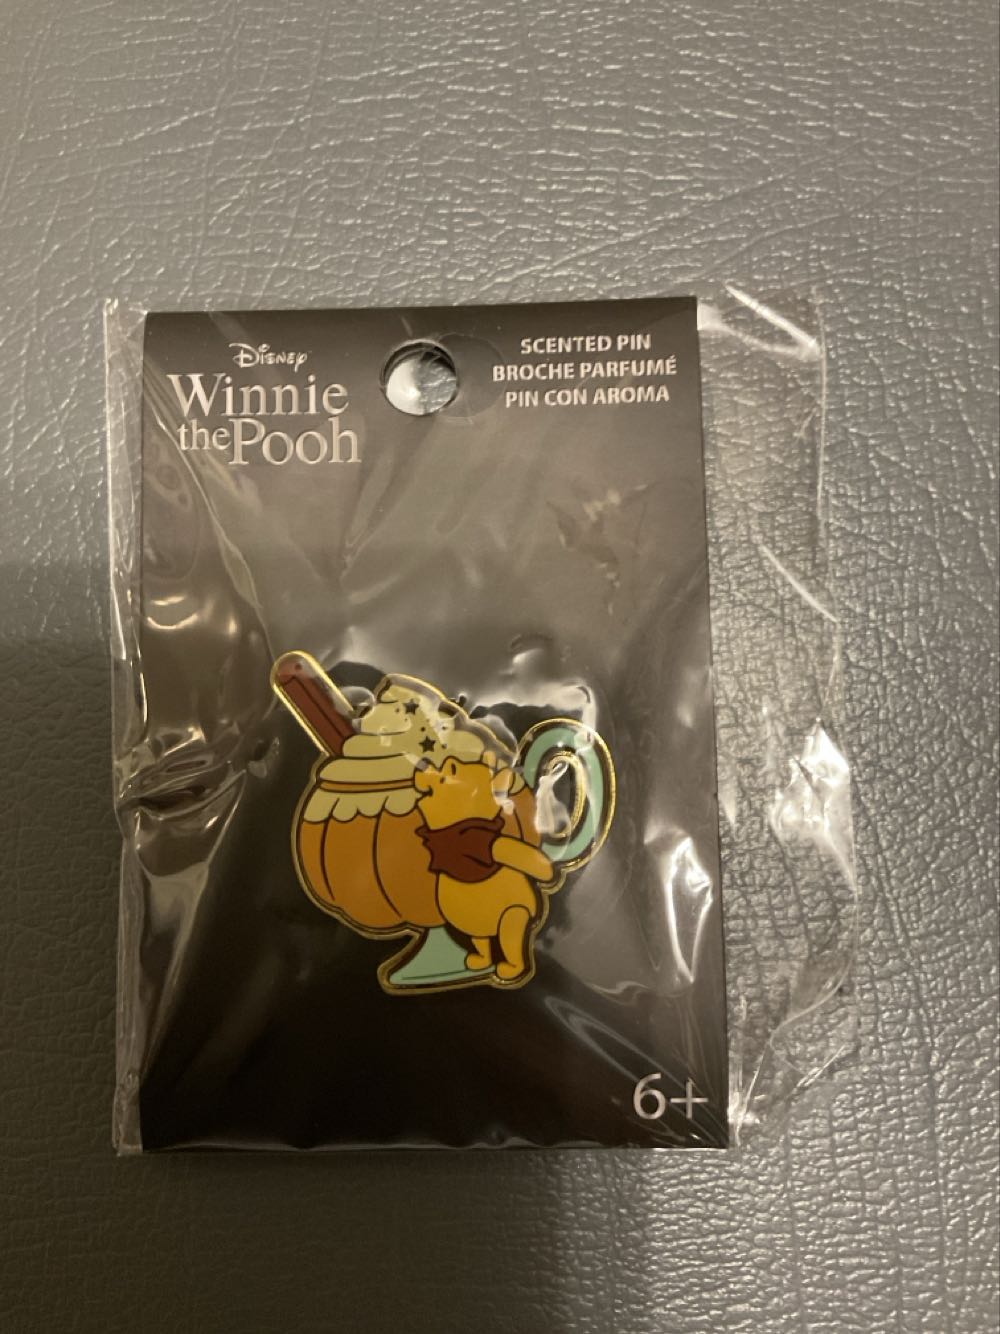 Disney
Winnie
the Pooh
SCENTED PIN
BROCHE PARFUMÉ
PIN CON AROMA
6+